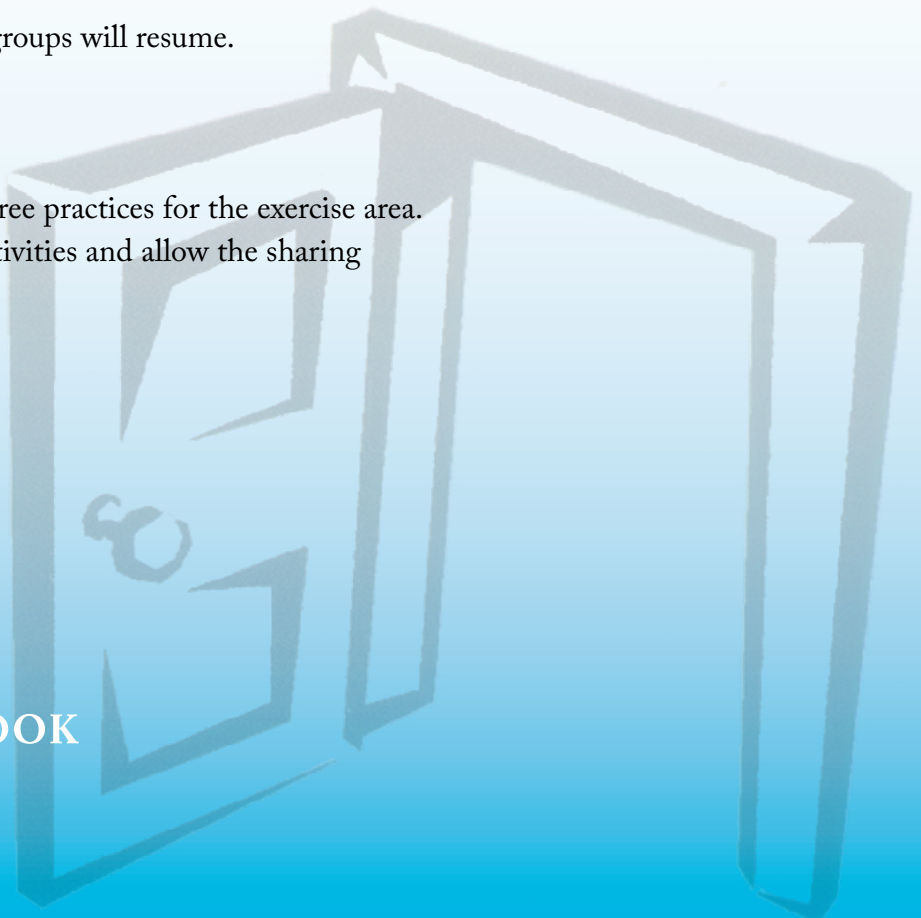 groups will resume.
ree practices for the exercise area.
tivities and allow the sharing
OOK